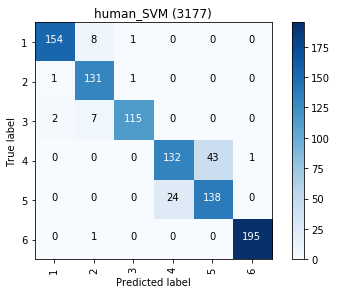 human_SVM (3177)
True label
1 154 8 1 0 0 0
2 1 131 1 0 0 0
3 2 7 115 0 0 0
4 0 0 0 132 43 1
5 0 0 0 24 138 0
6 0 1 0 0 0 195
1 2 3 4 5 6
Predicted label
175
150
125
100
75
50
25
0